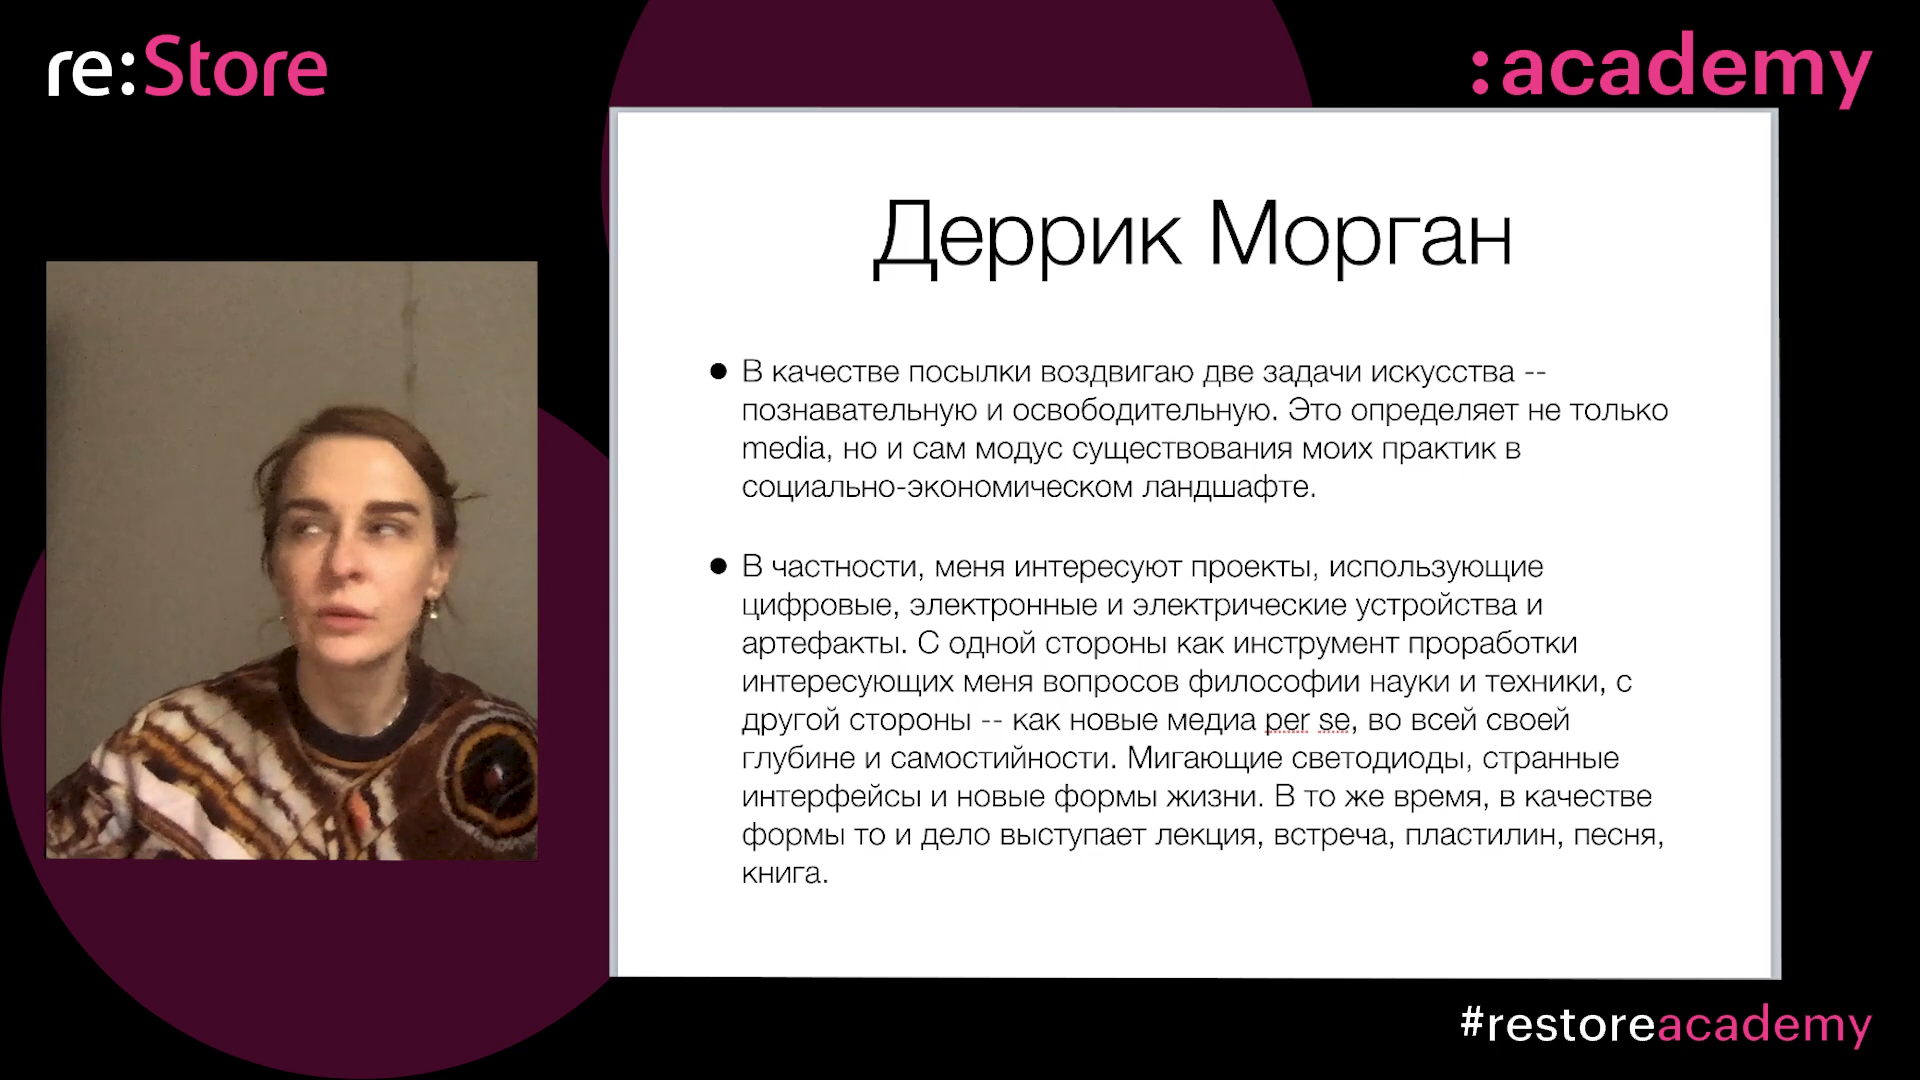 re:Store
:academy
Деррик Морган
● В качестве посылки воздвигаю две задачи искусства --
познавательную и освободительную. Это определяет не только
media, но и сам модус существования моих практик в
социально-экономическом ландшафте.
● В частности, меня интересуют проекты, использующие
цифровые, электронные и электрические устройства и
артефакты. С одной стороны как инструмент проработки
интересующих меня вопросов философии науки и техники, с
другой стороны -- как новые медиа per se, во всей своей
глубине и самостийности. Мигающие светодиоды, странные
интерфейсы и новые формы жизни. В то же время, в качестве
формы то и дело выступает лекция, встреча, пластилин, песня,
книга.
#restoreacademy